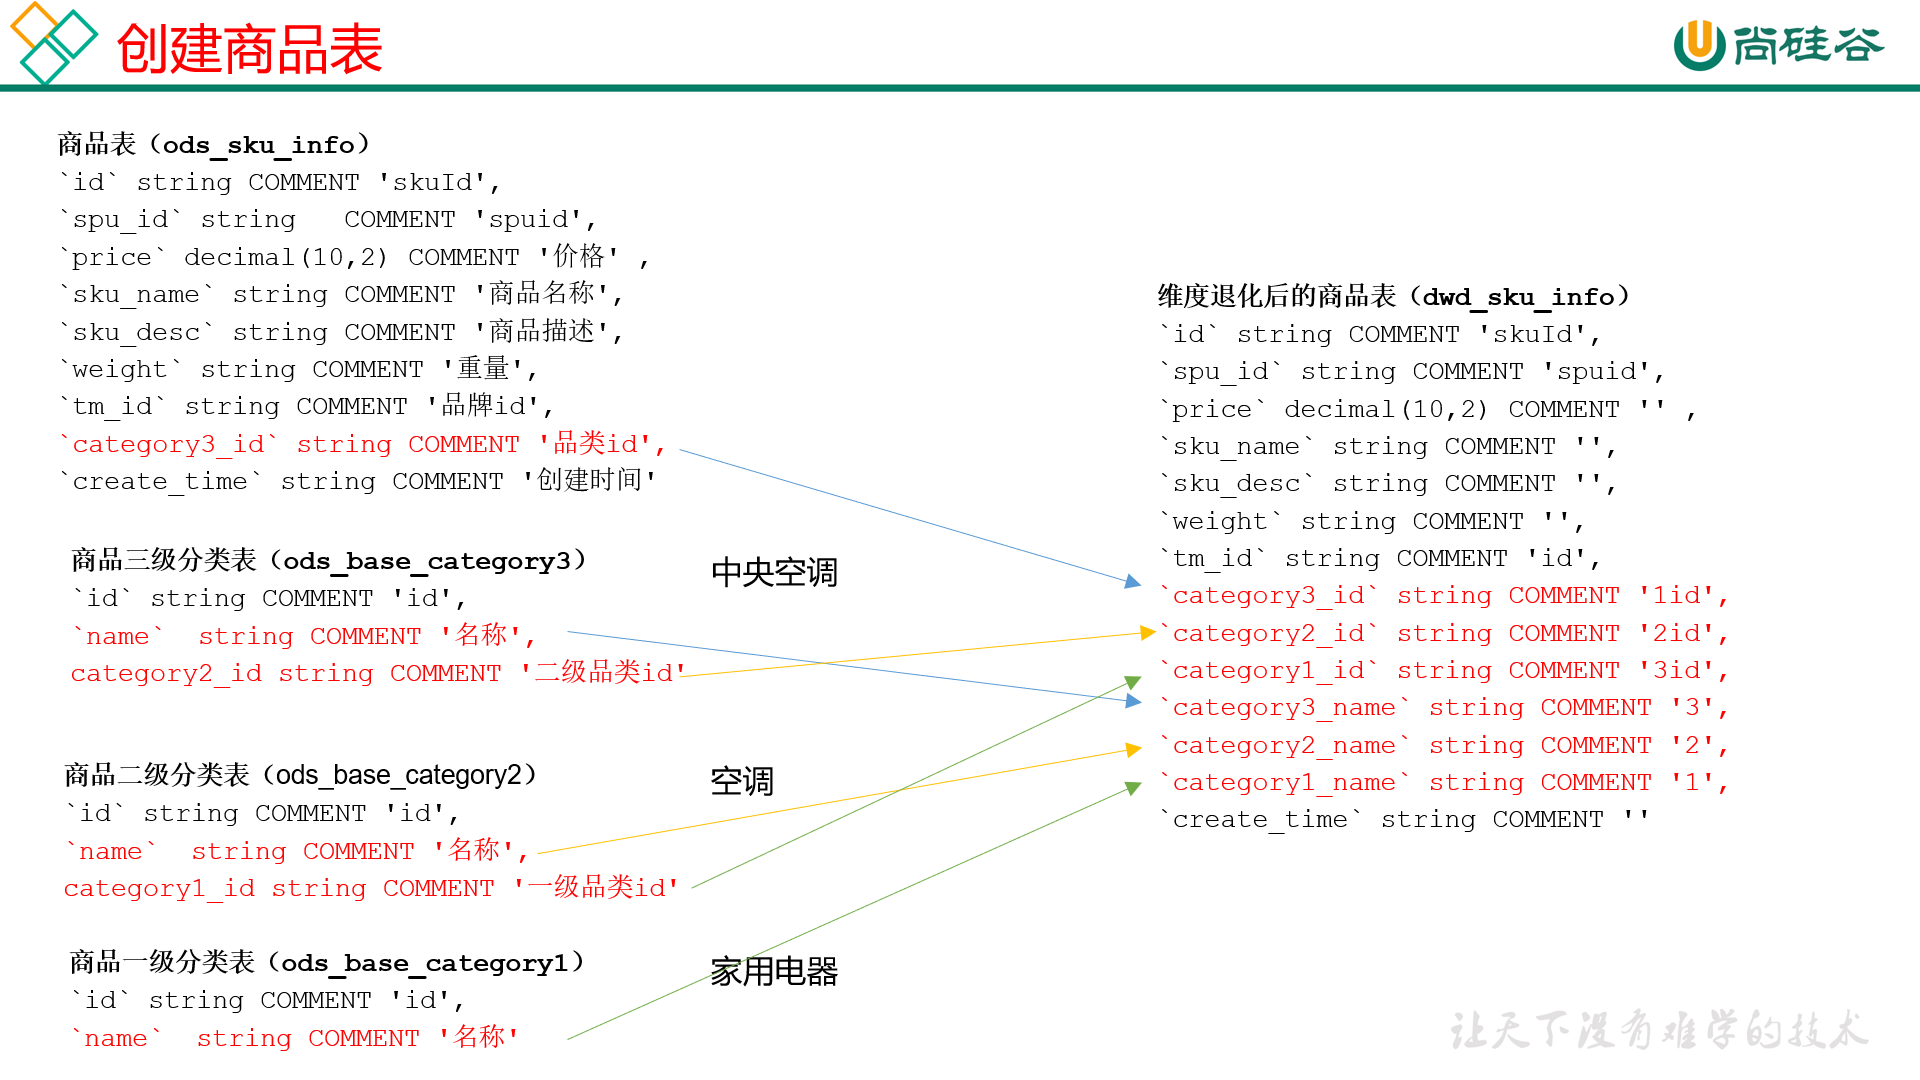 创建商品表
尚硅谷
商品表（ods_sku_info）
`id` string COMMENT 'skuId',
`spu_id` string   COMMENT 'spuid',
`price` decimal(10,2) COMMENT '价格' ,
`sku_name` string COMMENT '商品名称',
`sku_desc` string COMMENT '商品描述',
`weight` string COMMENT '重量',
`tm_id` string COMMENT '品牌id',
`category3_id` string COMMENT '品类id',
`create_time` string COMMENT '创建时间'
商品三级分类表（ods_base_category3）
`id` string COMMENT 'id',
`name`  string COMMENT '名称',
category2_id string COMMENT '二级品类id'
中央空调
商品二级分类表（ods_base_category2）
`id` string COMMENT 'id',
`name`  string COMMENT '名称',
category1_id string COMMENT '一级品类id'
空调
商品一级分类表（ods_base_category1）
`id` string COMMENT 'id',
`name`  string COMMENT '名称'
家用电器
维度退化后的商品表（dwd_sku_info）
`id` string COMMENT 'skuId',
`spu_id` string COMMENT 'spuid',
`price` decimal(10,2) COMMENT '' ,
`sku_name` string COMMENT '',
`sku_desc` string COMMENT '',
`weight` string COMMENT '',
`tm_id` string COMMENT 'id',
`category3_id` string COMMENT '1id',
`category2_id` string COMMENT '2id',
`category1_id` string COMMENT '3id',
`category3_name` string COMMENT '3',
`category2_name` string COMMENT '2',
`category1_name` string COMMENT '1',
`create_time` string COMMENT ''
让天下没有难学的技术